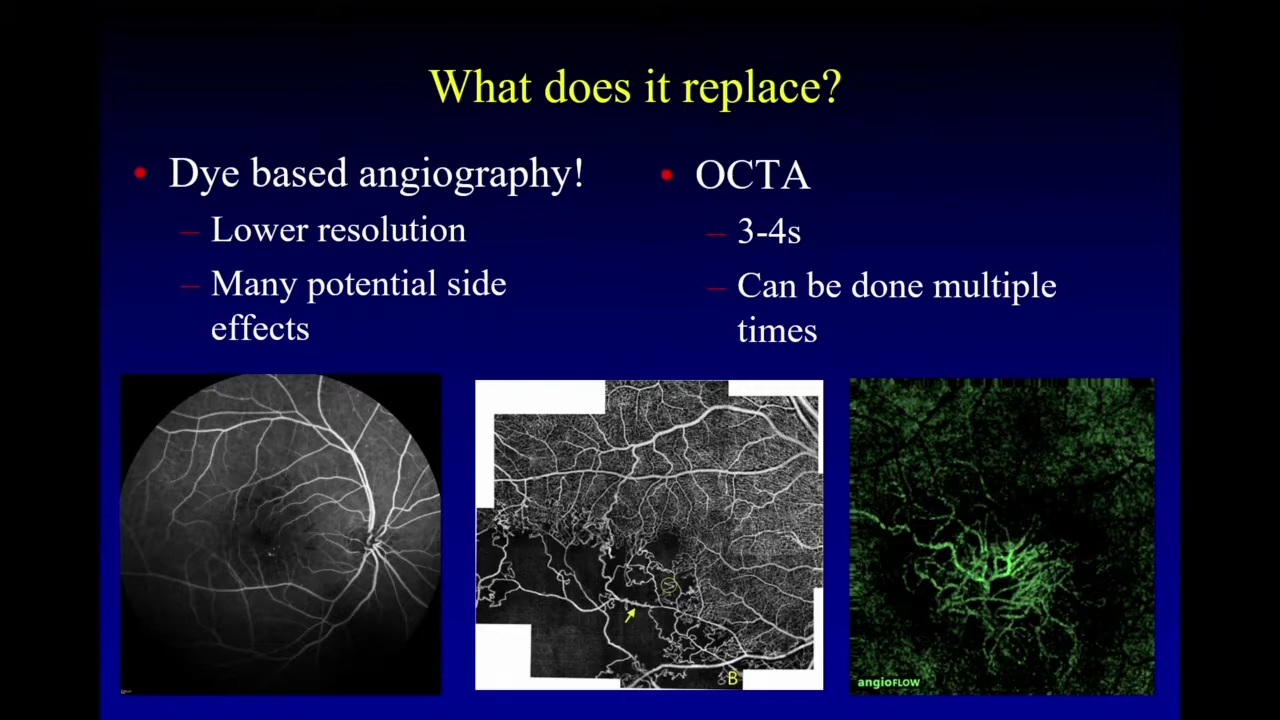 What does it replace?
• Dye based angiography!
– Lower resolution
– Many potential side
effects
• OCTA
– 3-4s
– Can be done multiple
times
B
angioFLOW